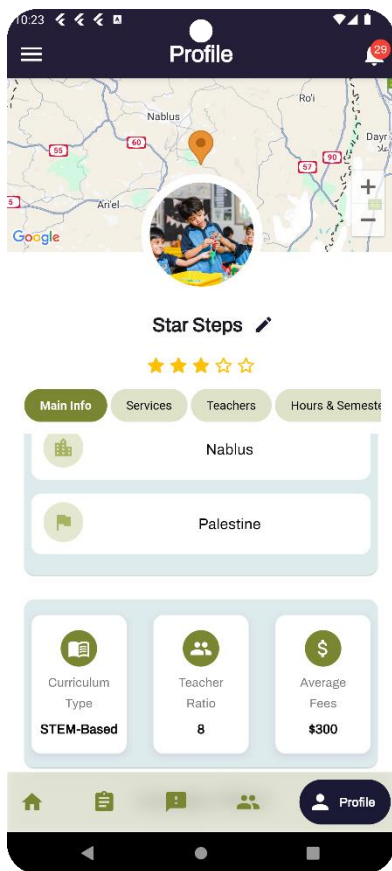 10:23
29
Profile
Nablus
Ro'i
55
60
57
90
Dayr
Ari'el
5
+
−
Google
Star Steps
Main Info
Services
Teachers
Hours & Semeste
Nablus
Palestine
Curriculum
Type
STEM-Based
Teacher
Ratio
8
Average
Fees
$300
Profile